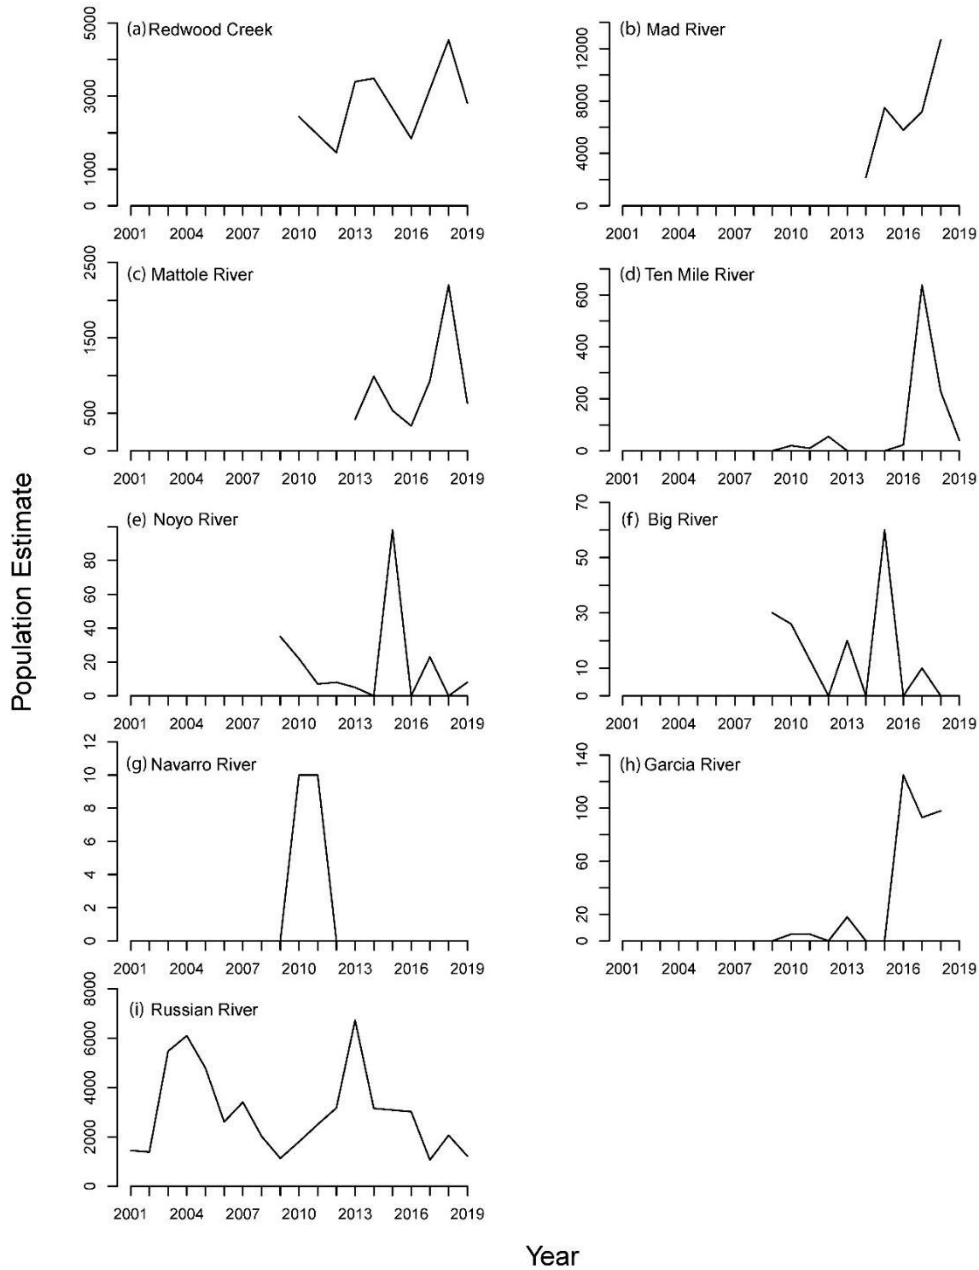 (a) Redwood Creek
5000
3000
1000
0
2001 2004 2007 2010 2013 2016 2019
(b) Mad River
12000
8000
4000
0
2001 2004 2007 2010 2013 2016 2019
(c) Mattole River
2500
1500
500
0
2001 2004 2007 2010 2013 2016 2019
(d) Ten Mile River
600
400
200
0
2001 2004 2007 2010 2013 2016 2019
Population Estimate
(e) Noyo River
80
60
40
20
0
2001 2004 2007 2010 2013 2016 2019
(f) Big River
70
50
30
10
0
2001 2004 2007 2010 2013 2016 2019
(g) Navarro River
12
10
8
6
4
2
0
2001 2004 2007 2010 2013 2016 2019
(h) Garcia River
140
100
60
20
0
2001 2004 2007 2010 2013 2016 2019
(i) Russian River
8000
6000
4000
2000
0
2001 2004 2007 2010 2013 2016 2019
Year